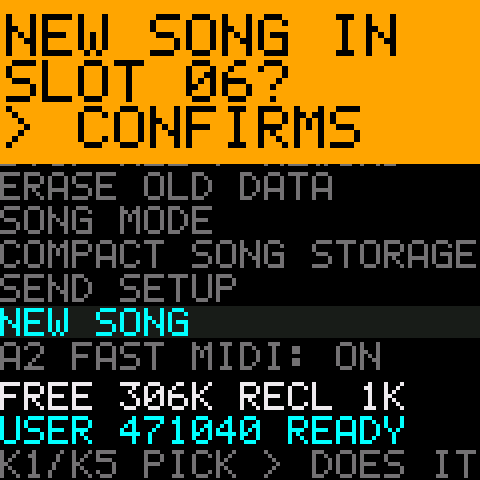 NEW SONG IN
SLOT 06?
> CONFIRMS
ERASE OLD DATA
SONG MODE
COMPACT SONG STORAGE
SEND SETUP
NEW SONG
A2 FAST MIDI: ON
FREE 306K RECL 1K
USER 471040 READY
K1/K5 PICK > DOES IT